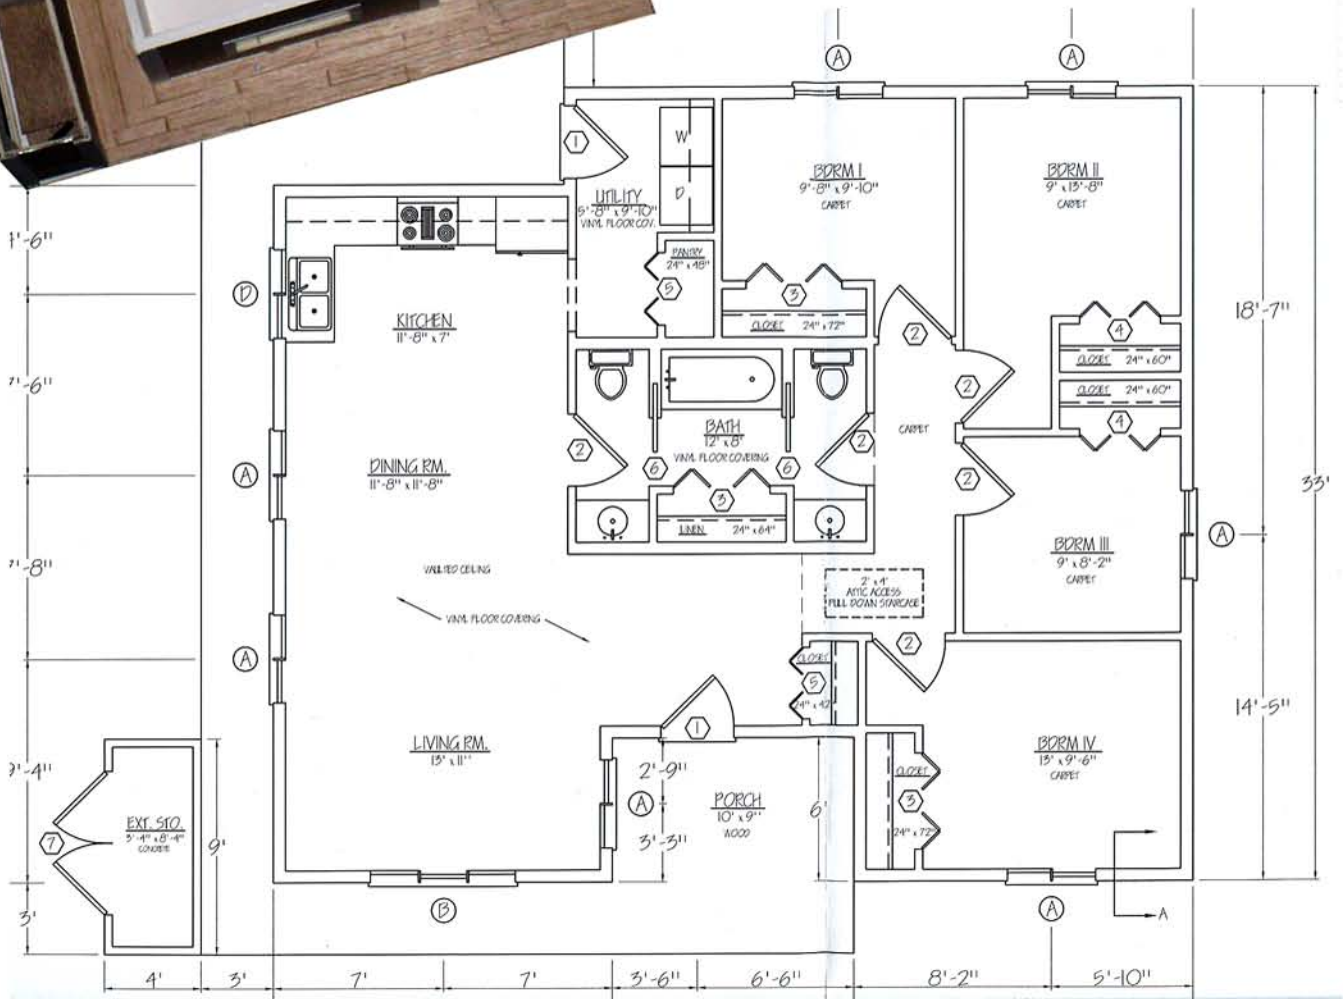 A
A
1
W
D
UTILITY
5'-8" x 9'-10"
VINYL FLOOR COV.
BDRM I
9'-8" x 9'-10"
CARPET
BDRM II
9' x 13'-8"
CARPET
PANTRY
24" x 48"
5
3
CLOSET 24" x 72"
D
KITCHEN
11'-8" x 7'
2
4
CLOSET 24" x 60"
CLOSET 24" x 60"
4
2
CARPET
18'-7"
33'
7'-6"
BATH
12' x 8'
VINYL FLOOR COVERING
2
6
6
2
3
LINEN 24" x 64"
A
DINING RM.
11'-8" x 11'-8"
2
A
BDRM III
9' x 8'-2"
CARPET
7'-8"
VAULTED CEILING
VINYL FLOOR COVERING
2' x 4'
ATTIC ACCESS
PULL DOWN STAIRCASE
2
A
CLOSET
5
24" x 42
14'-5"
1
LIVING RM.
13' x 11'
2'-9"
A
3'-3"
PORCH
10' x 9'
WOOD
6'
BDRM IV
13' x 9'-6"
CARPET
CLOSET
3
24" x 72"
9'-4"
EXT. STO.
3'-4" x 8'-4"
CONCRETE
7
9'
B
A
A
3'
4'
3'
7'
7'
3'-6"
6'-6"
8'-2"
5'-10"